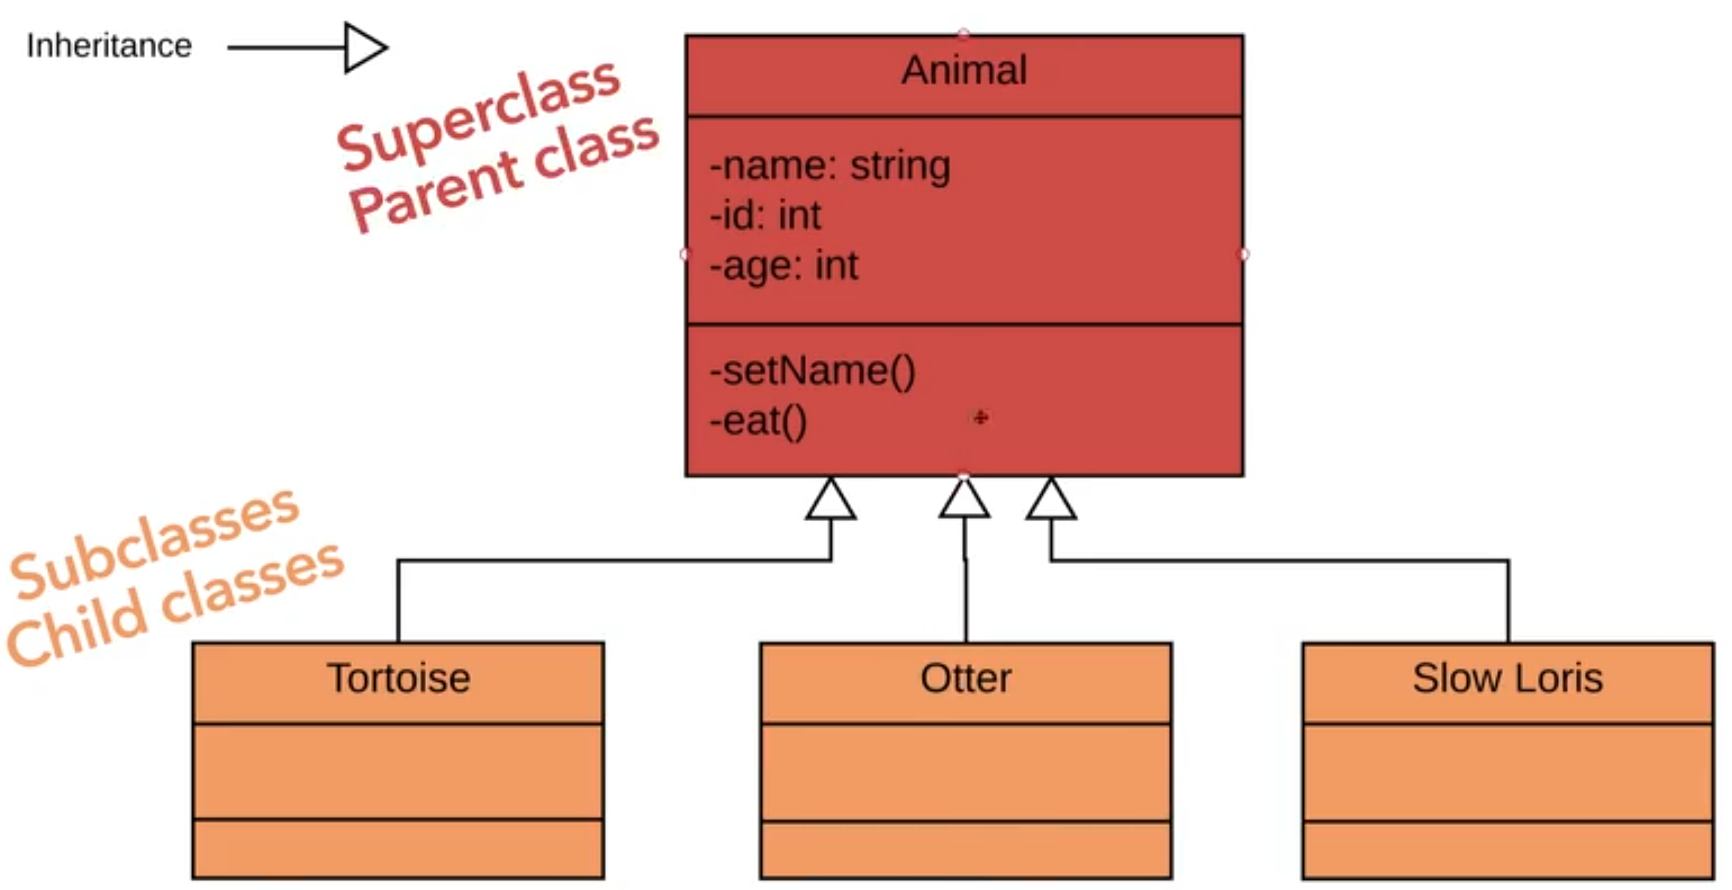 Inheritance
Superclass
Parent class
Animal
-name: string
-id: int
-age: int
-setName()
-eat()
Subclasses
Child classes
Tortoise
Otter
Slow Loris